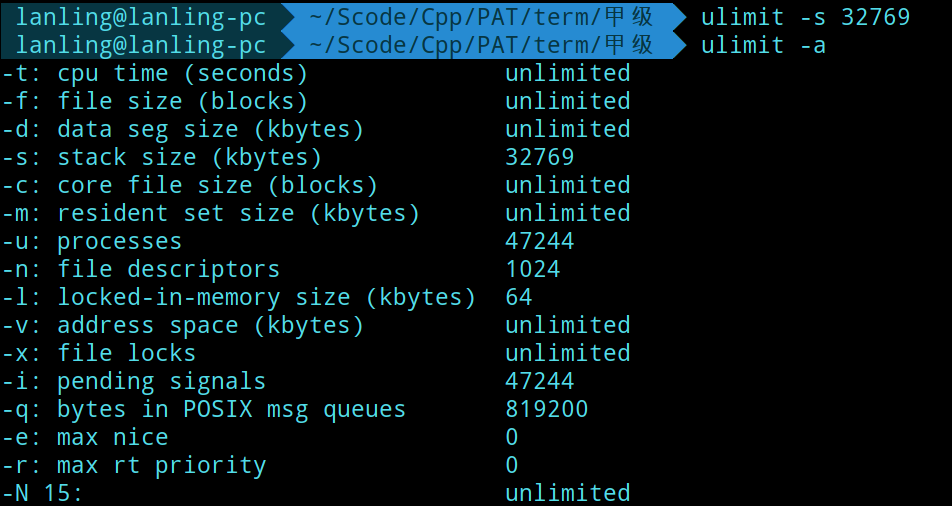 lanling@lanling-pc ~/Scode/Cpp/PAT/term/甲级 ulimit -s 32769
lanling@lanling-pc ~/Scode/Cpp/PAT/term/甲级 ulimit -a
-t: cpu time (seconds) unlimited
-f: file size (blocks) unlimited
-d: data seg size (kbytes) unlimited
-s: stack size (kbytes) 32769
-c: core file size (blocks) unlimited
-m: resident set size (kbytes) unlimited
-u: processes 47244
-n: file descriptors 1024
-l: locked-in-memory size (kbytes) 64
-v: address space (kbytes) unlimited
-x: file locks unlimited
-i: pending signals 47244
-q: bytes in POSIX msg queues 819200
-e: max nice 0
-r: max rt priority 0
-N 15: unlimited